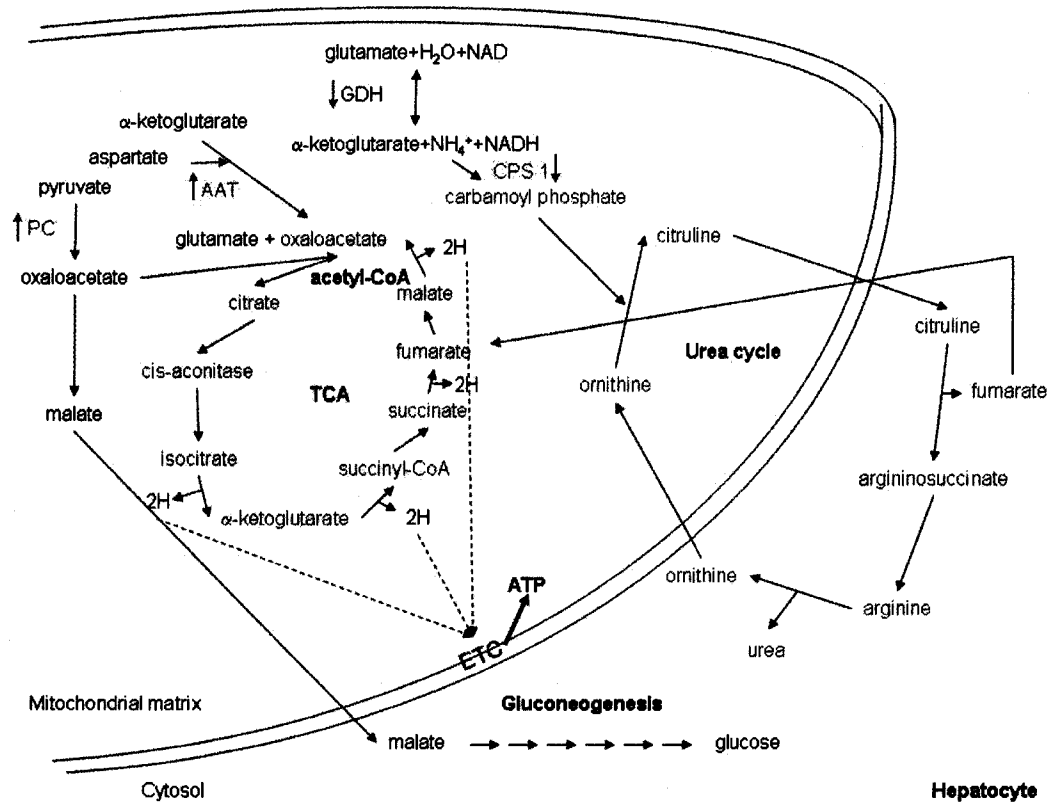 glutamate+H₂O+NAD
GDH
α-ketoglutarate
α-ketoglutarate+NH₄⁺+NADH
aspartate
CPS 1
pyruvate
AAT
carbamoyl phosphate
PC
glutamate + oxaloacetate
2H
citruline
oxaloacetate
acetyl-CoA
malate
citrate
citruline
fumarate
Urea cycle
cis-aconitase
2H
ornithine
fumarate
TCA
succinate
malate
isocitrate
succinyl-CoA
argininosuccinate
2H
α-ketoglutarate
2H
ornithine
ATP
arginine
urea
ETC
Mitochondrial matrix
Gluconeogenesis
malate
glucose
Cytosol
Hepatocyte